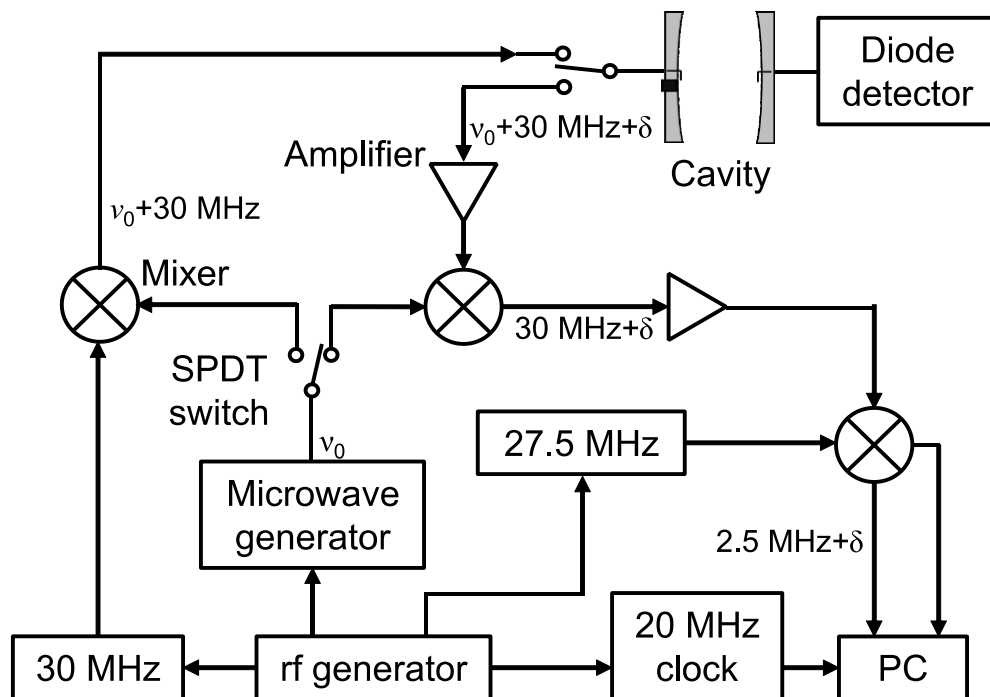 Diode
detector
ν₀+30 MHz+δ
Amplifier
Cavity
ν₀+30 MHz
Mixer
30 MHz+δ
SPDT
switch
ν₀
27.5 MHz
Microwave
generator
2.5 MHz+δ
20 MHz
clock
30 MHz
rf generator
PC